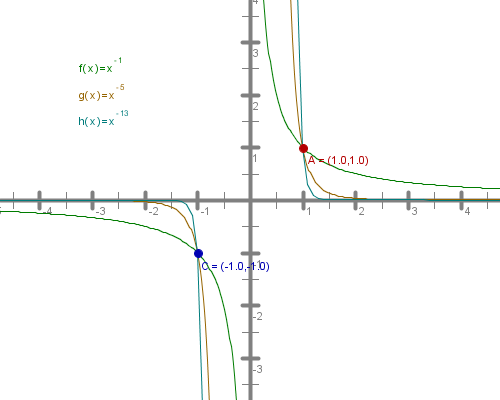 4
3
f(x)=x^-1
g(x)=x^-5
2
h(x)=x^-13
1
A = (1.0,1.0)
-4 -3 -2 -1 1 2 3 4
C = (-1.0,-1.0)
-1
-2
-3